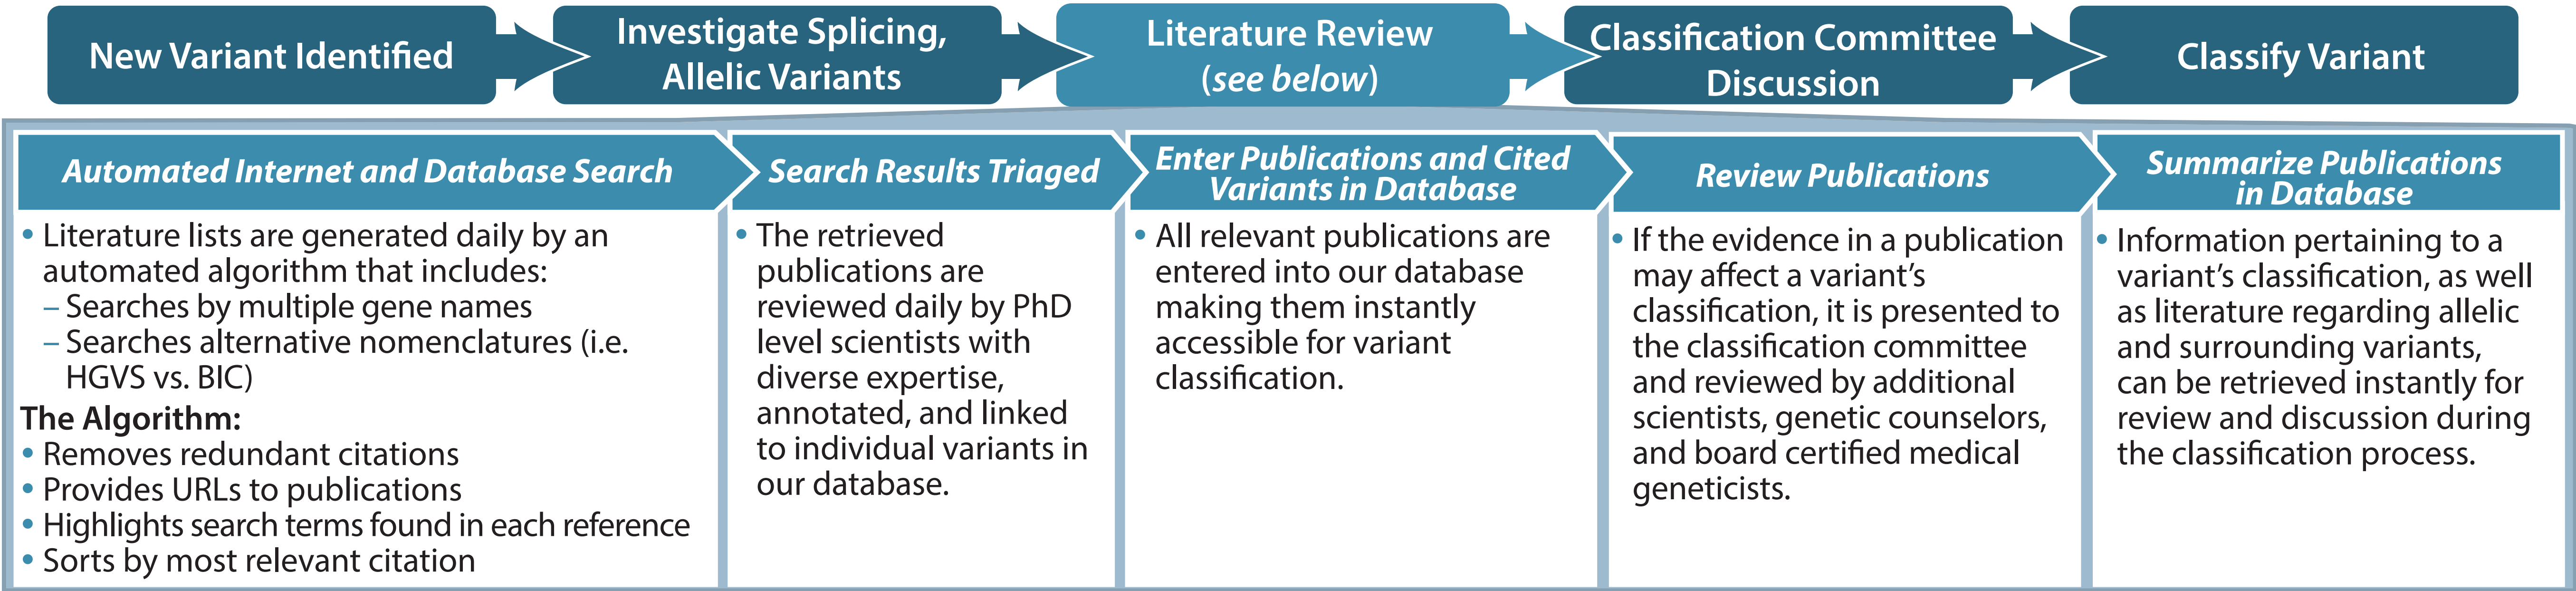 New Variant Identified
Investigate Splicing,
Allelic Variants
Literature Review
(see below)
Classification Committee
Discussion
Classify Variant
Automated Internet and Database Search
• Literature lists are generated daily by an
automated algorithm that includes:
– Searches by multiple gene names
– Searches alternative nomenclatures (i.e.
HGVS vs. BIC)
The Algorithm:
• Removes redundant citations
• Provides URLs to publications
• Highlights search terms found in each reference
• Sorts by most relevant citation
Search Results Triaged
• The retrieved
publications are
reviewed daily by PhD
level scientists with
diverse expertise,
annotated, and linked
to individual variants in
our database.
Enter Publications and Cited
Variants in Database
• All relevant publications are
entered into our database
making them instantly
accessible for variant
classification.
Review Publications
• If the evidence in a publication
may affect a variant’s
classification, it is presented to
the classification committee
and reviewed by additional
scientists, genetic counselors,
and board certified medical
geneticists.
Summarize Publications
in Database
• Information pertaining to a
variant’s classification, as well
as literature regarding allelic
and surrounding variants,
can be retrieved instantly for
review and discussion during
the classification process.